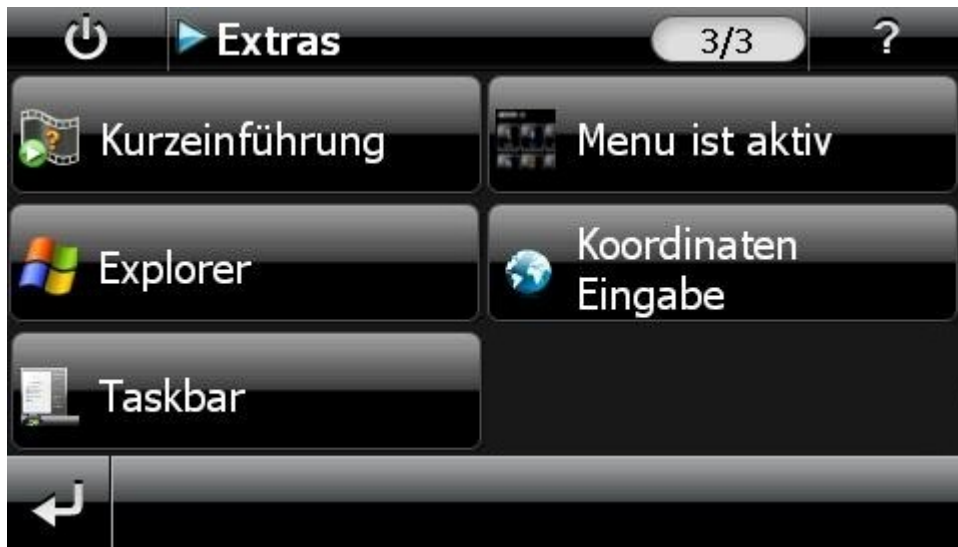 Extras
3/3
?
Kurzeinführung
Menu ist aktiv
Explorer
Koordinaten
Eingabe
Taskbar